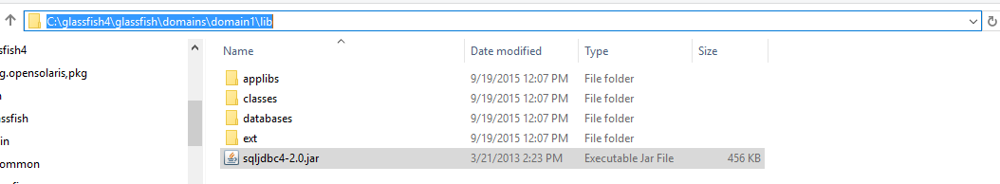 C:\glassfish4\glassfish\domains\domain1\lib
Name Date modified Type Size
sfish4
g.opensolaris,pkg
ssfish
in
ommon
applibs 9/19/2015 12:07 PM File folder
classes 9/19/2015 12:07 PM File folder
databases 9/19/2015 12:07 PM File folder
ext 9/19/2015 12:07 PM File folder
sqljdbc4-2.0.jar 3/21/2013 2:23 PM Executable Jar File 456 KB